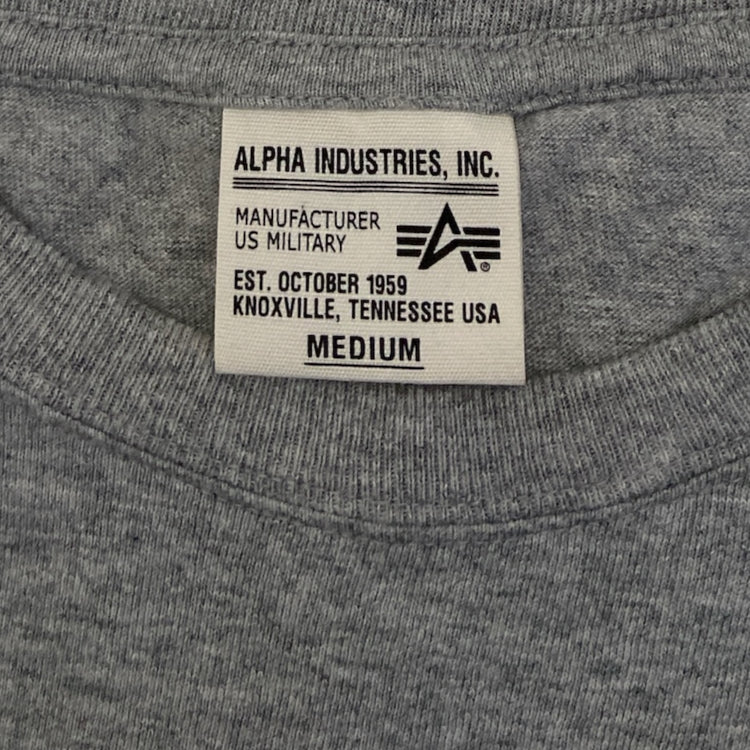 ALPHA INDUSTRIES, INC.
MANUFACTURER
US MILITARY
®
EST. OCTOBER 1959
KNOXVILLE, TENNESSEE USA
MEDIUM